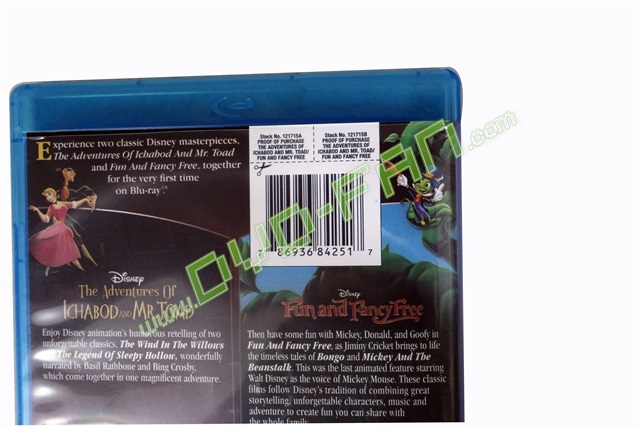 Experience two classic Disney masterpieces,
The Adventures Of Ichabod And Mr. Toad
and Fun And Fancy Free, together
for the very first time
on Blu-ray™
Stock No. 121715A
PROOF OF PURCHASE
THE ADVENTURES OF
ICHABOD AND MR. TOAD/
FUN AND FANCY FREE
Stock No. 121715B
PROOF OF PURCHASE
THE ADVENTURES OF
ICHABOD AND MR. TOAD/
FUN AND FANCY FREE
7 86936 84251 7
Disney
The Adventures Of
ICHABOD AND MR. TOAD
Enjoy Disney animation's humorous retelling of two
unforgettable classics, The Wind In The Willows
and The Legend Of Sleepy Hollow, wonderfully
narrated by Basil Rathbone and Bing Crosby,
which come together in one magnificent adventure.
Disney
Fun and Fancy Free
Then have some fun with Mickey, Donald, and Goofy in
Fun And Fancy Free, as Jiminy Cricket brings to life
the timeless tales of Bongo and Mickey And The
Beanstalk. This was the last animated feature starring
Walt Disney as the voice of Mickey Mouse. These classic
films follow Disney's tradition of combining great
storytelling, unforgettable characters, music and
adventure to create fun you can share with
the whole family.
www.DVD-FAN.com